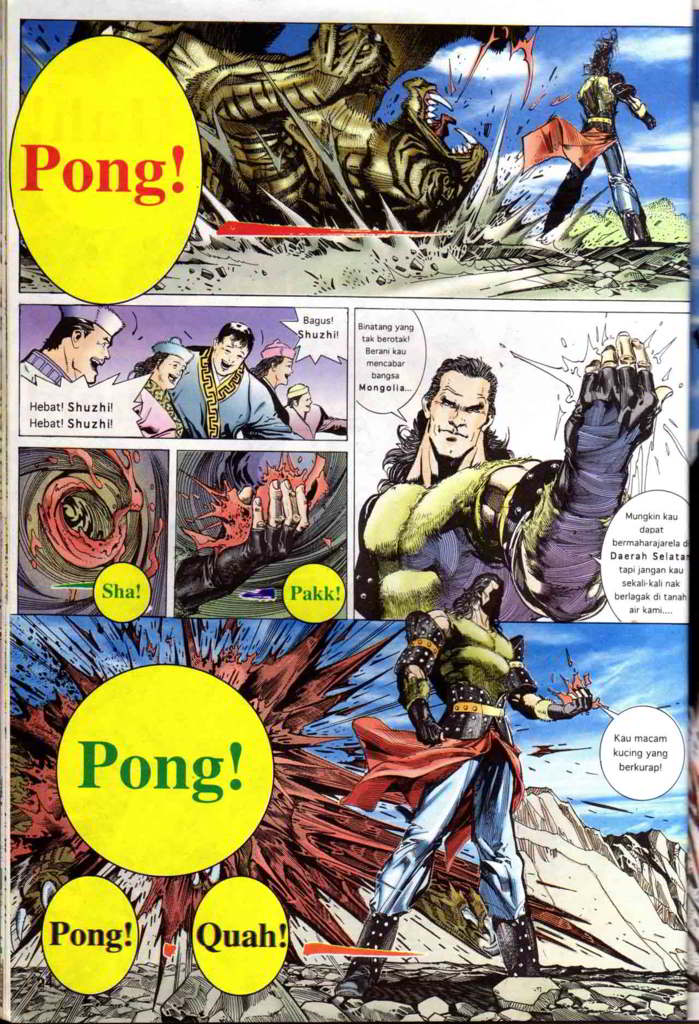 Pong!
Bagus!
Shuzhi!
Hebat! Shuzhi!
Hebat! Shuzhi!
Binatang yang
tak berotak!
Berani kau
mencabar
bangsa
Mongolia...
Sha!
Pakk!
Mungkin kau
dapat
bermaharajarela di
Daerah Selatan
tapi jangan kau
sekali-kali nak
berlagak di tanah
air kami....
Pong!
Kau macam
kucing yang
berkurap!
Pong!
Quah!